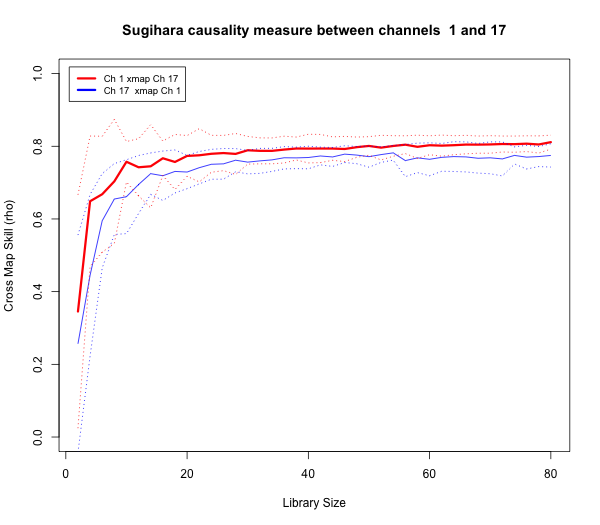 Sugihara causality measure between channels  1 and 17
Ch 1 xmap Ch 17
Ch 17  xmap Ch 1
Cross Map Skill (rho)
1.0
0.8
0.6
0.4
0.2
0.0
0 20 40 60 80
Library Size